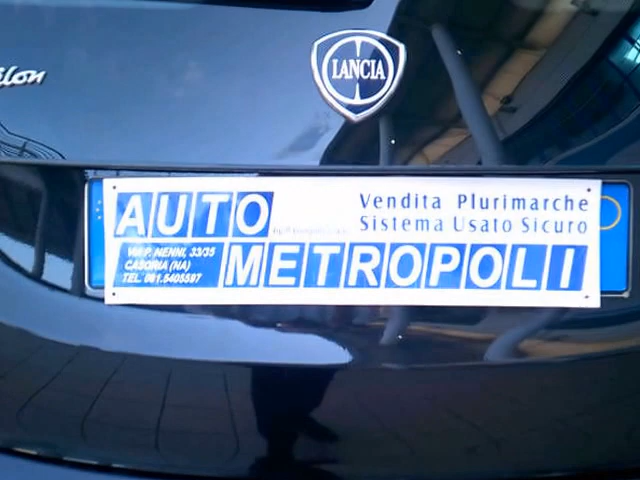 LANCIA
AUTO
Vendita Plurimarche
Sistema Usato Sicuro
VIA P. NENNI, 33/35
CASORIA (NA)
TEL. 081.5405597
METROPOLI